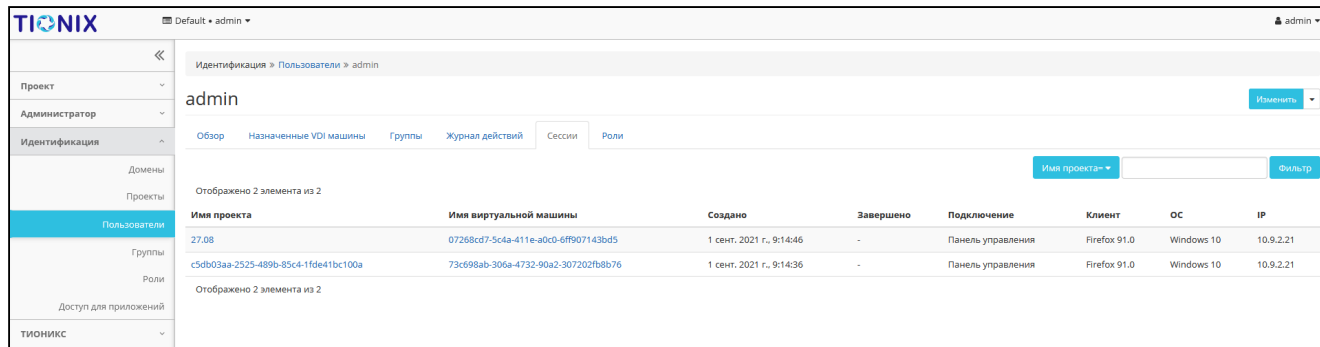 TIONIX
Default • admin
admin
Идентификация » Пользователи » admin
Проект
Администратор
Идентификация
Домены
Проекты
Пользователи
Группы
Роли
Доступ для приложений
ТИОНИКС
admin
Изменить
Обзор Назначенные VDI машины Группы Журнал действий Сессии Роли
Имя проекта= Фильтр
Отображено 2 элемента из 2
Имя проекта Имя виртуальной машины Создано Завершено Подключение Клиент ОС IP
27.08 07268cd7-5c4a-411e-a0c0-6ff907143bd5 1 сент. 2021 г., 9:14:46 - Панель управления Firefox 91.0 Windows 10 10.9.2.21
c5db03aa-2525-489b-85c4-1fde41bc100a 73c698ab-306a-4732-90a2-307202fb8b76 1 сент. 2021 г., 9:14:36 - Панель управления Firefox 91.0 Windows 10 10.9.2.21
Отображено 2 элемента из 2